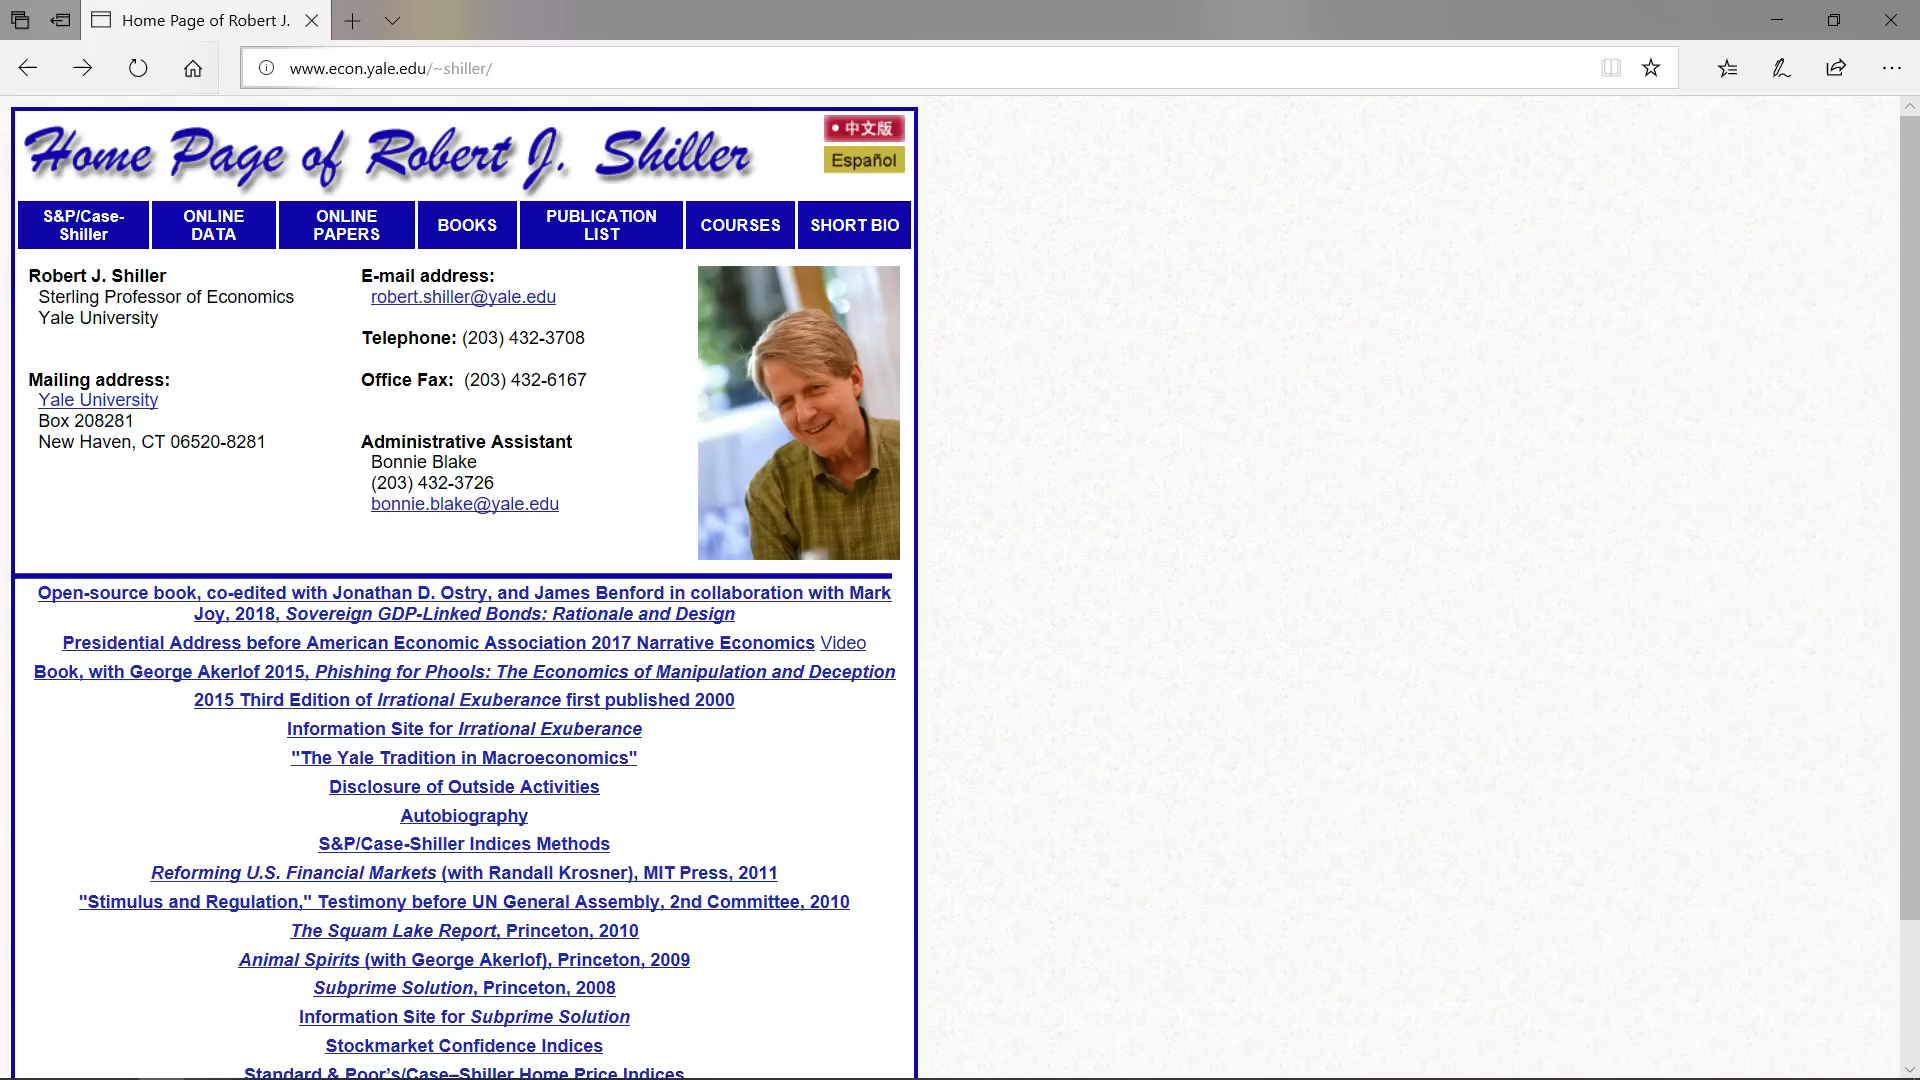 Home Page of Robert J.
www.econ.yale.edu/~shiller/
Home Page of Robert J. Shiller
• 中文版
Español
S&P/Case-
Shiller
ONLINE
DATA
ONLINE
PAPERS
BOOKS
PUBLICATION
LIST
COURSES
SHORT BIO
Robert J. Shiller
Sterling Professor of Economics
Yale University
Mailing address:
Yale University
Box 208281
New Haven, CT 06520-8281
E-mail address:
robert.shiller@yale.edu
Telephone: (203) 432-3708
Office Fax: (203) 432-6167
Administrative Assistant
Bonnie Blake
(203) 432-3726
bonnie.blake@yale.edu
Open-source book, co-edited with Jonathan D. Ostry, and James Benford in collaboration with Mark
Joy, 2018, Sovereign GDP-Linked Bonds: Rationale and Design
Presidential Address before American Economic Association 2017 Narrative Economics Video
Book, with George Akerlof 2015, Phishing for Phools: The Economics of Manipulation and Deception
2015 Third Edition of Irrational Exuberance first published 2000
Information Site for Irrational Exuberance
"The Yale Tradition in Macroeconomics"
Disclosure of Outside Activities
Autobiography
S&P/Case-Shiller Indices Methods
Reforming U.S. Financial Markets (with Randall Krosner), MIT Press, 2011
"Stimulus and Regulation," Testimony before UN General Assembly, 2nd Committee, 2010
The Squam Lake Report, Princeton, 2010
Animal Spirits (with George Akerlof), Princeton, 2009
Subprime Solution, Princeton, 2008
Information Site for Subprime Solution
Stockmarket Confidence Indices
Standard & Poor's/Case–Shiller Home Price Indices